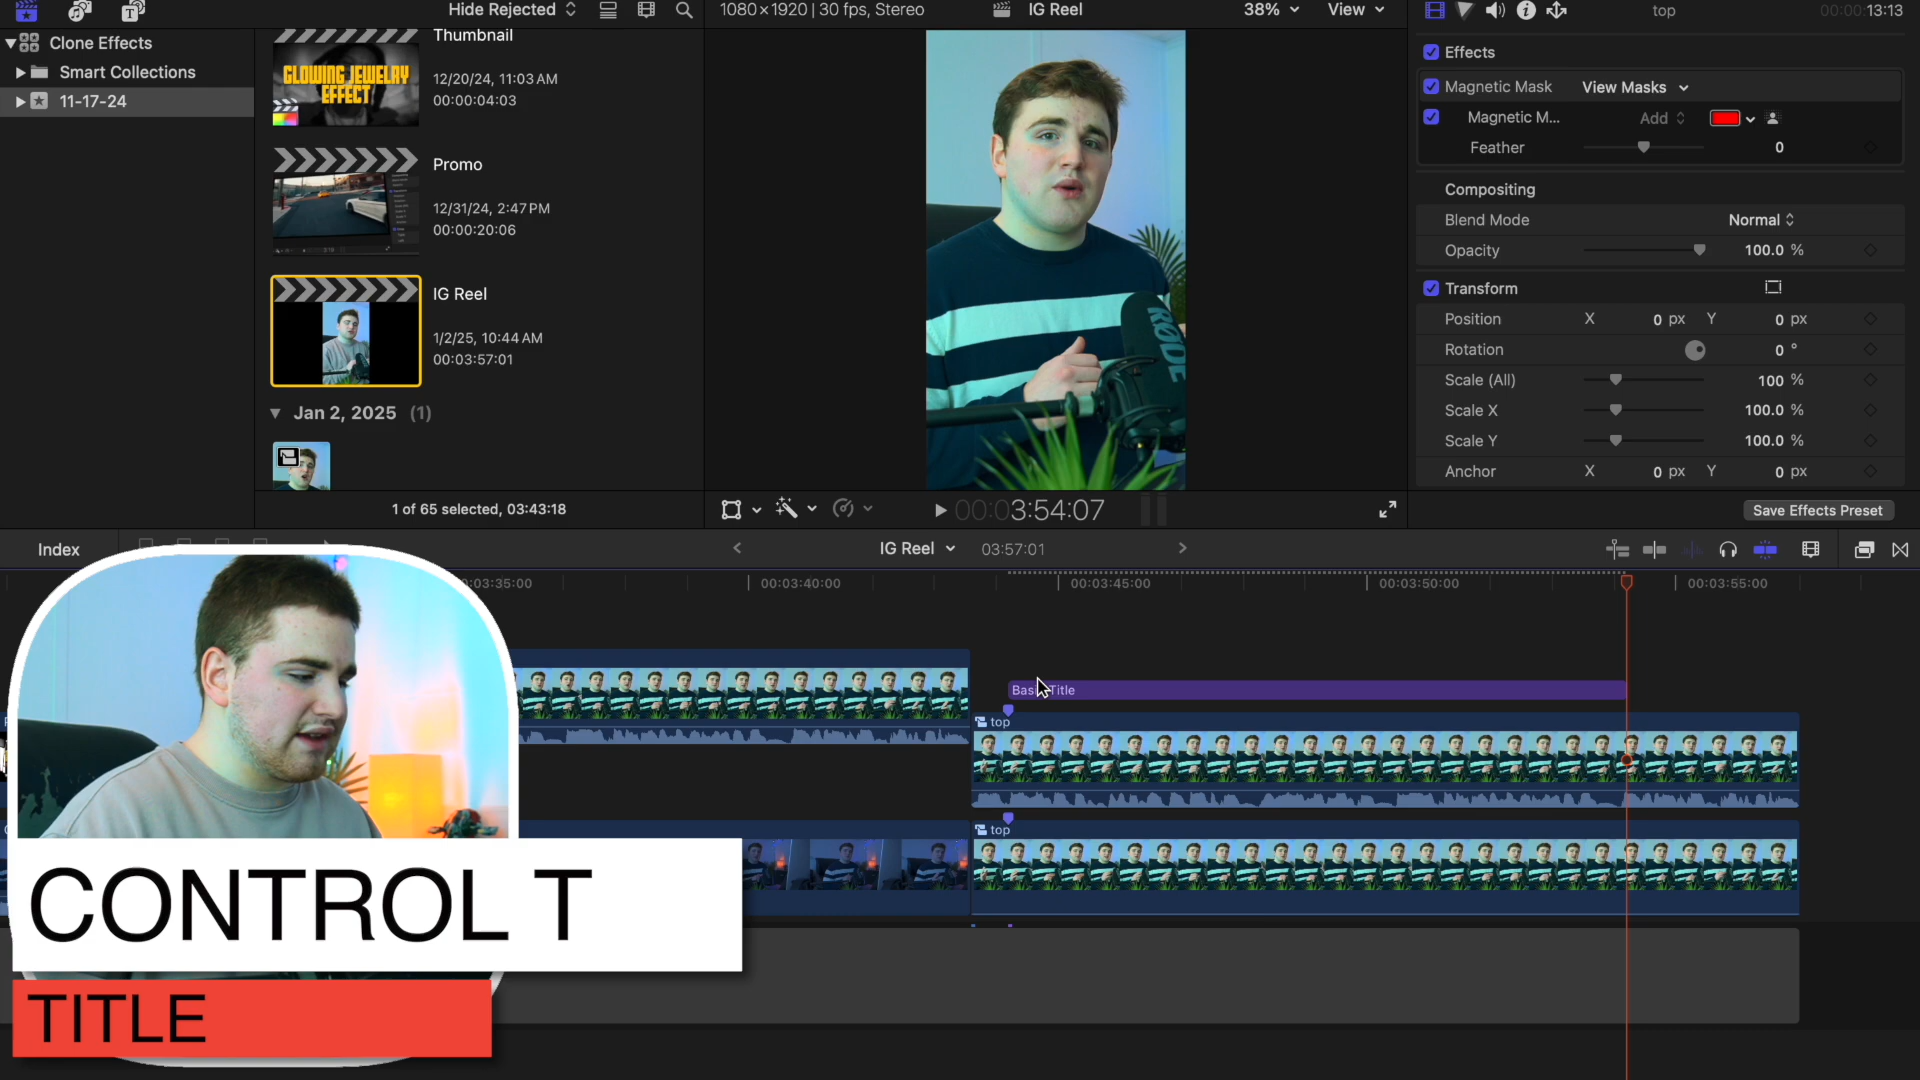 Hide Rejected
1080×1920 | 30 fps, Stereo
IG Reel
38%
View
top
00:00:13:13
Clone Effects
Smart Collections
11-17-24
Thumbnail
12/20/24, 11:03 AM
00:00:04:03
GLOWING JEWELRY
EFFECT
Promo
12/31/24, 2:47 PM
00:00:20:06
IG Reel
1/2/25, 10:44 AM
00:03:57:01
Jan 2, 2025 (1)
1 of 65 selected, 03:43:18
RØDE
00:03:54:07
Effects
Magnetic Mask View Masks
Magnetic M... Add
Feather 0
Compositing
Blend Mode Normal
Opacity 100.0 %
Transform
Position X 0 px Y 0 px
Rotation 0 °
Scale (All) 100 %
Scale X 100.0 %
Scale Y 100.0 %
Anchor X 0 px Y 0 px
Save Effects Preset
Index
IG Reel 03:57:01
:03:35:00
00:03:40:00
00:03:45:00
00:03:50:00
00:03:55:00
Title
top
top
CONTROL T
TITLE